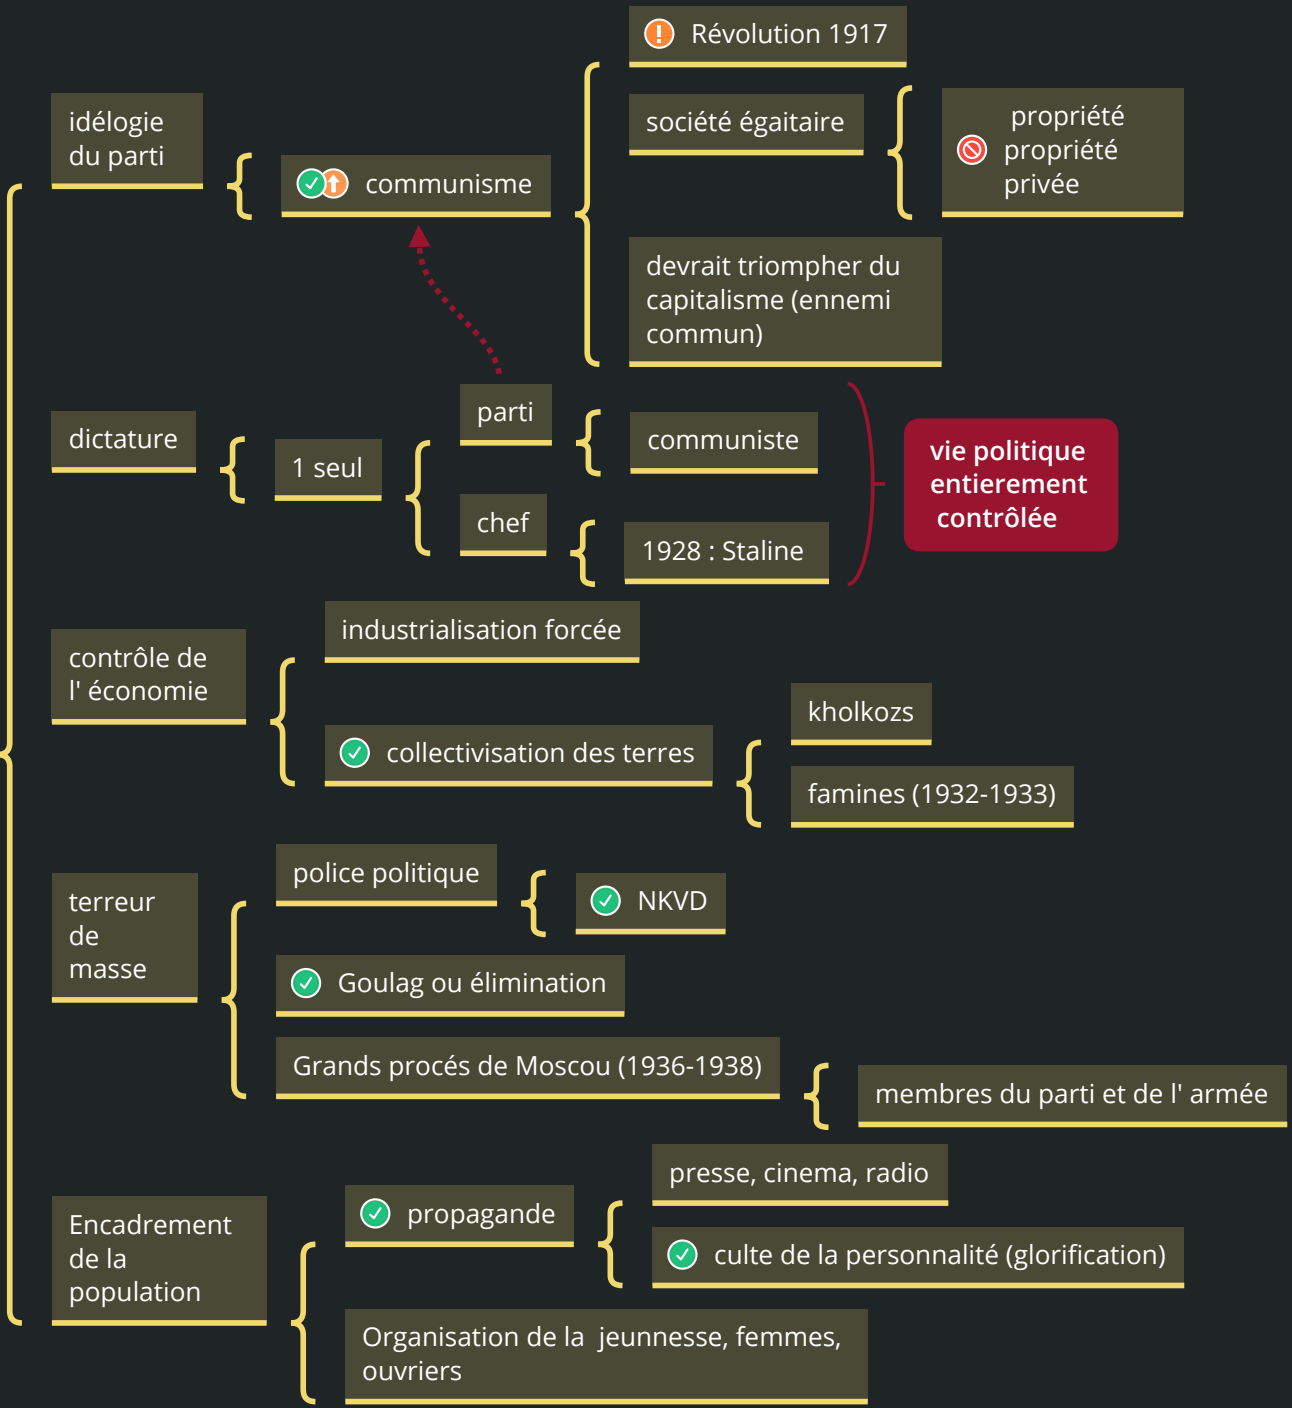 idélogie
du parti
communisme
Révolution 1917
société égaitaire
propriété
propriété
privée
devrait triompher du
capitalisme (ennemi
commun)
dictature
1 seul
parti
communiste
chef
1928 : Staline
vie politique
entierement
contrôlée
contrôle de
l' économie
industrialisation forcée
collectivisation des terres
kholkozs
famines (1932-1933)
terreur
de
masse
police politique
NKVD
Goulag ou élimination
Grands procés de Moscou (1936-1938)
membres du parti et de l' armée
Encadrement
de la
population
propagande
presse, cinema, radio
culte de la personnalité (glorification)
Organisation de la  jeunnesse, femmes,
ouvriers